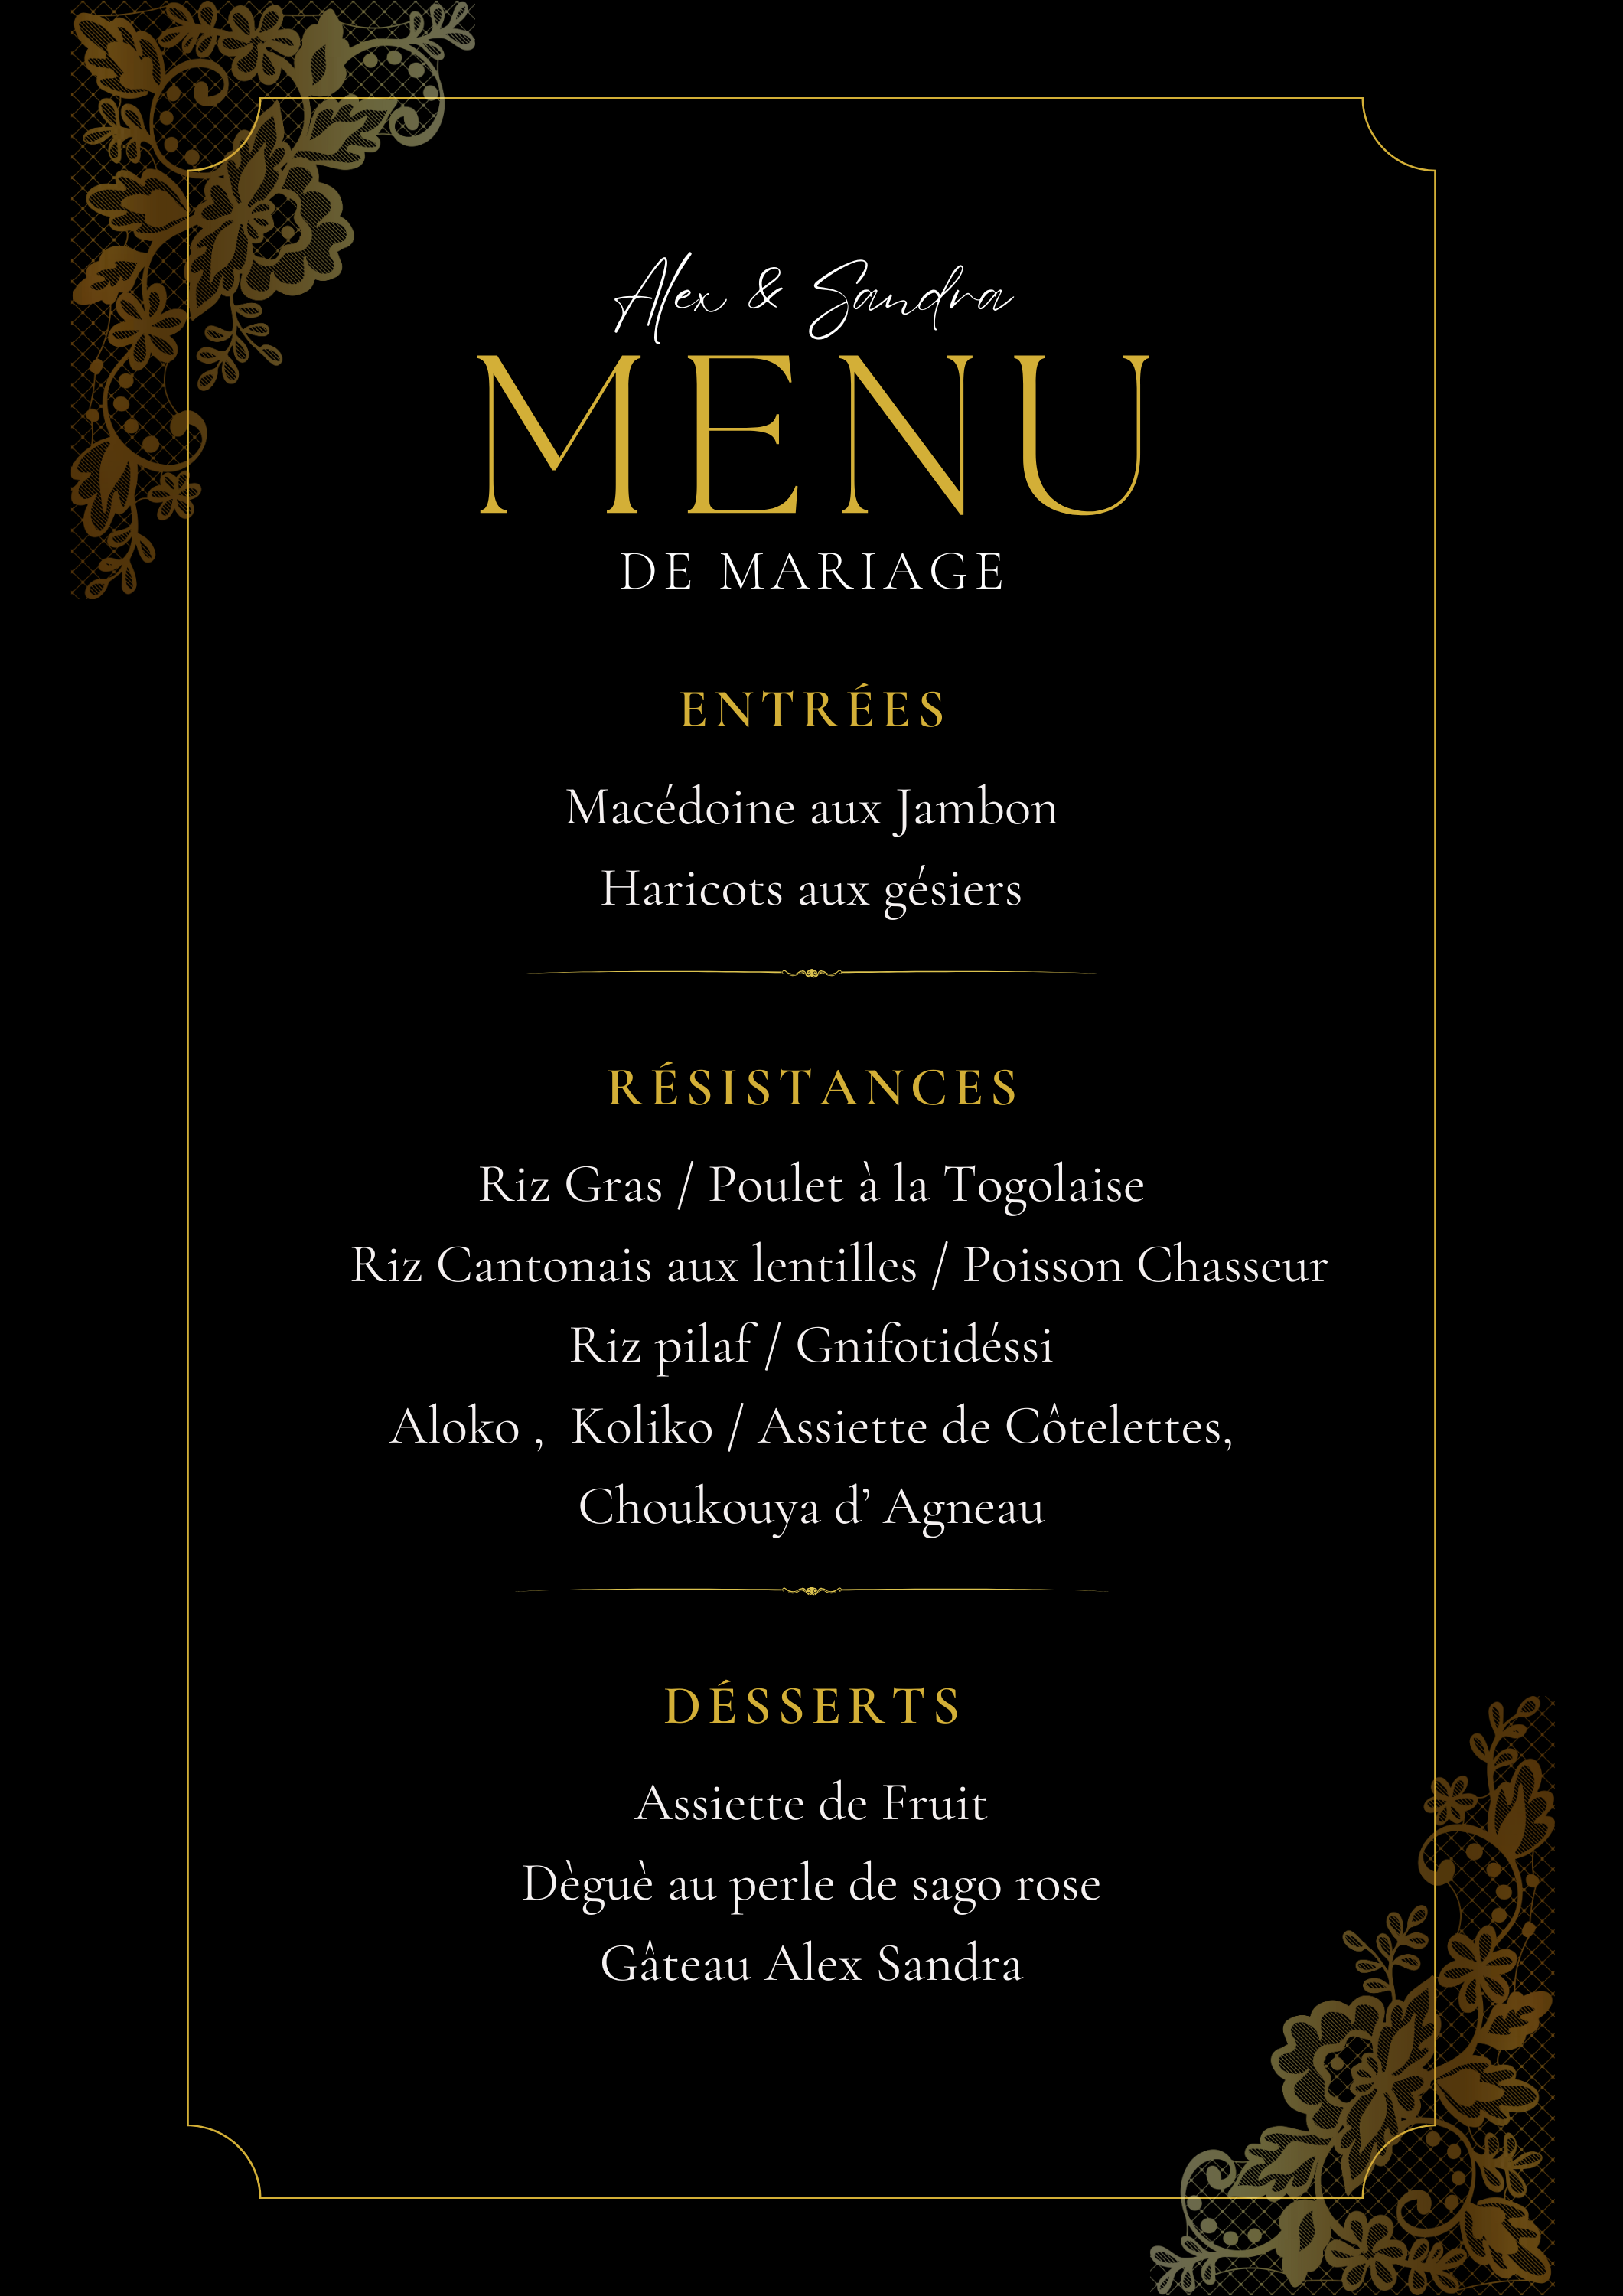 Alex & Sandra
MENU
DE MARIAGE
ENTRÉES
Macédoine aux Jambon
Haricots aux gésiers
RÉSISTANCES
Riz Gras / Poulet à la Togolaise
Riz Cantonais aux lentilles / Poisson Chasseur
Riz pilaf / Gnifotidéssi
Aloko ,  Koliko / Assiette de Côtelettes,
Choukouya d’ Agneau
DÉSSERTS
Assiette de Fruit
Dèguè au perle de sago rose
Gâteau Alex Sandra